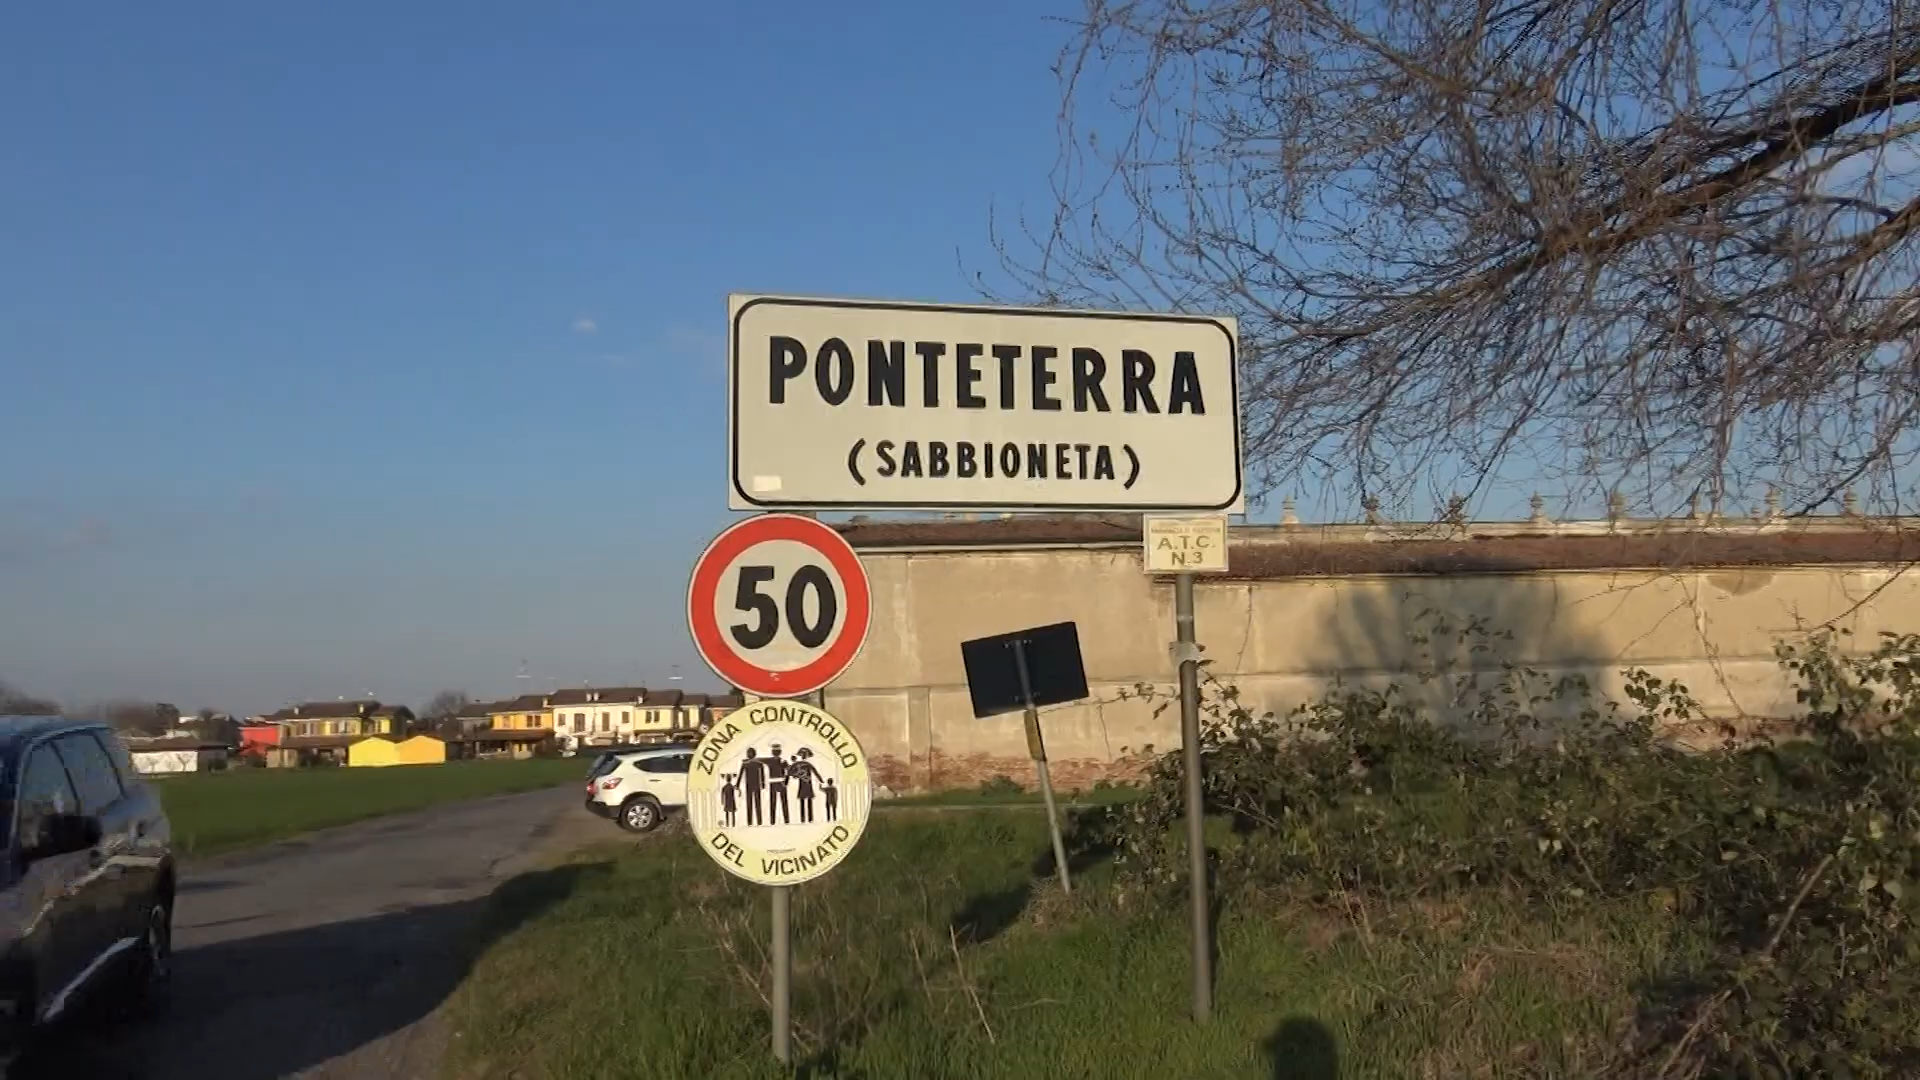 PONTETERRA
(SABBIONETA)
50
A.T.C.
N.3
ZONA CONTROLLO
DEL VICINATO